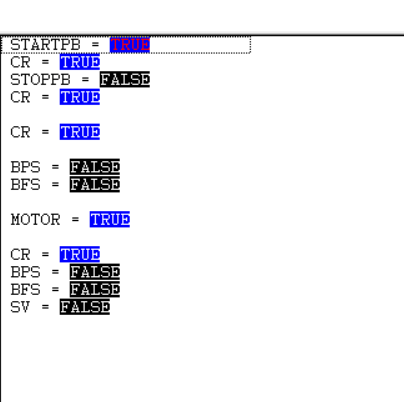 STARTPB = TRUE
CR = TRUE
STOPPB = FALSE
CR = TRUE
CR = TRUE
BPS = FALSE
BFS = FALSE
MOTOR = TRUE
CR = TRUE
BPS = FALSE
BFS = FALSE
SV = FALSE